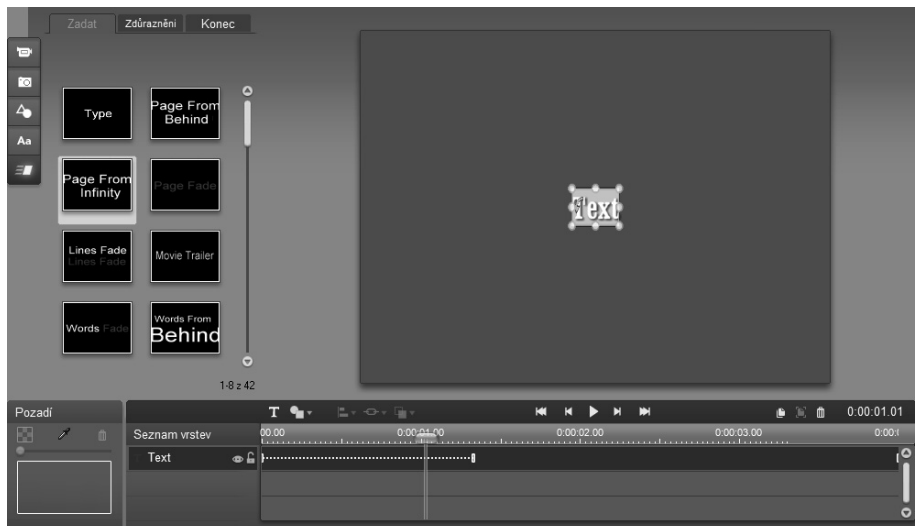 Zadat
Zdůraznění
Konec
Aa
Type
Page From
Behind
Page From
Infinity
Page Fade
Lines Fade
Lines Fade
Movie Trailer
Words Fade
Words From
Behind
1-8 z 42
Text
Pozadí
T
0:00:01.01
Seznam vrstev
00.00
0:00:01.00
0:00:02.00
0:00:03.00
Text